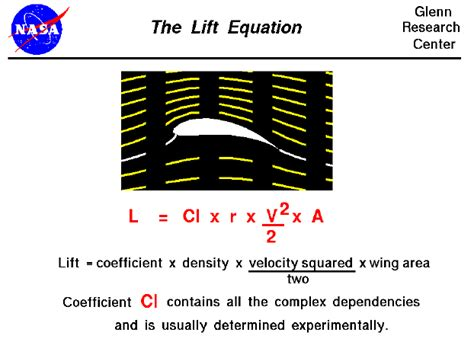 NASA
The Lift Equation
Glenn
Research
Center
L = Cl x r x V²/2 x A
Lift = coefficient x density x velocity squared / two x wing area
Coefficient Cl contains all the complex dependencies
and is usually determined experimentally.